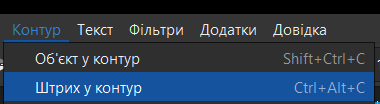 Контур Текст Фільтри Додатки Довідка
Об'єкт у контур Shift+Ctrl+C
Штрих у контур Ctrl+Alt+C